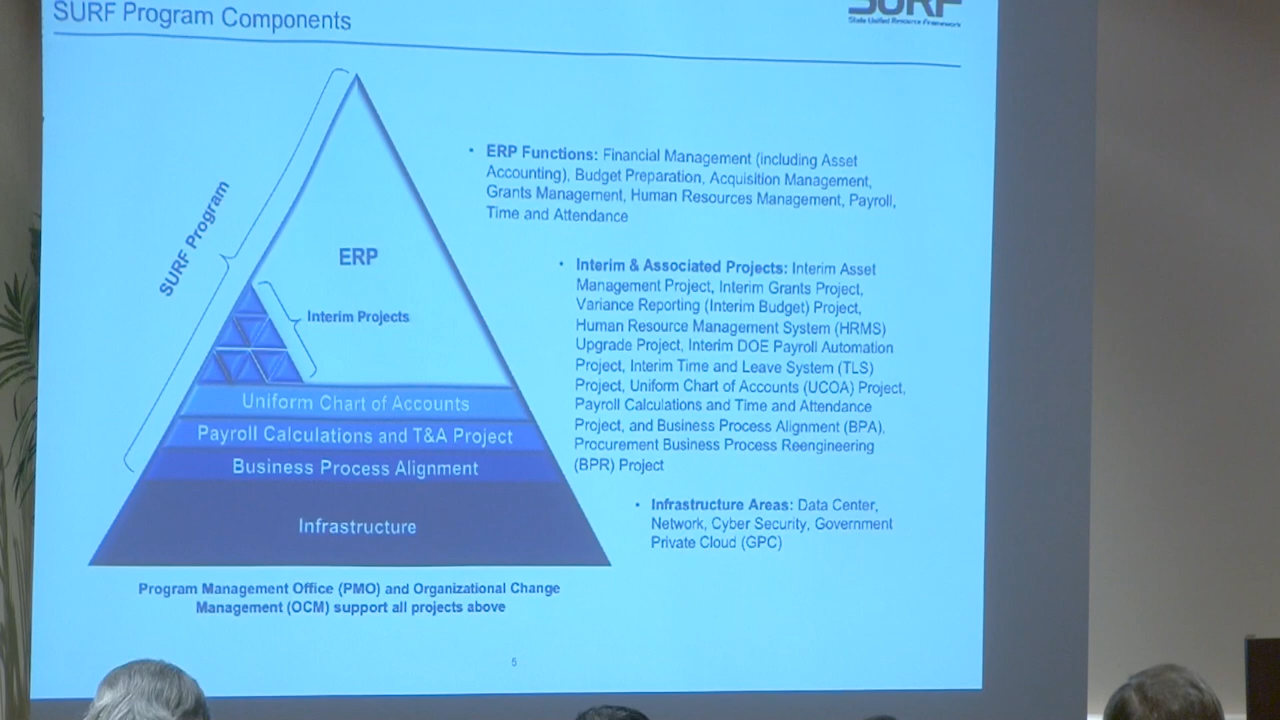 SURF Program Components
SURF
State Unified Resource Framework
SURF Program
ERP
Interim Projects
Uniform Chart of Accounts
Payroll Calculations and T&A Project
Business Process Alignment
Infrastructure
Program Management Office (PMO) and Organizational Change
Management (OCM) support all projects above
• ERP Functions: Financial Management (including Asset
Accounting), Budget Preparation, Acquisition Management,
Grants Management, Human Resources Management, Payroll,
Time and Attendance
• Interim & Associated Projects: Interim Asset
Management Project, Interim Grants Project,
Variance Reporting (Interim Budget) Project,
Human Resource Management System (HRMS)
Upgrade Project, Interim DOE Payroll Automation
Project, Interim Time and Leave System (TLS)
Project, Uniform Chart of Accounts (UCOA) Project,
Payroll Calculations and Time and Attendance
Project, and Business Process Alignment (BPA),
Procurement Business Process Reengineering
(BPR) Project
• Infrastructure Areas: Data Center,
Network, Cyber Security, Government
Private Cloud (GPC)
5